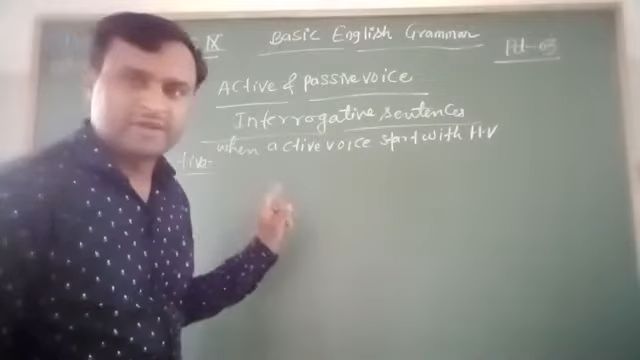 IX Basic English Grammar Pt-03
Active & passive voice
Interrogative sentences
when active voice start with H.V